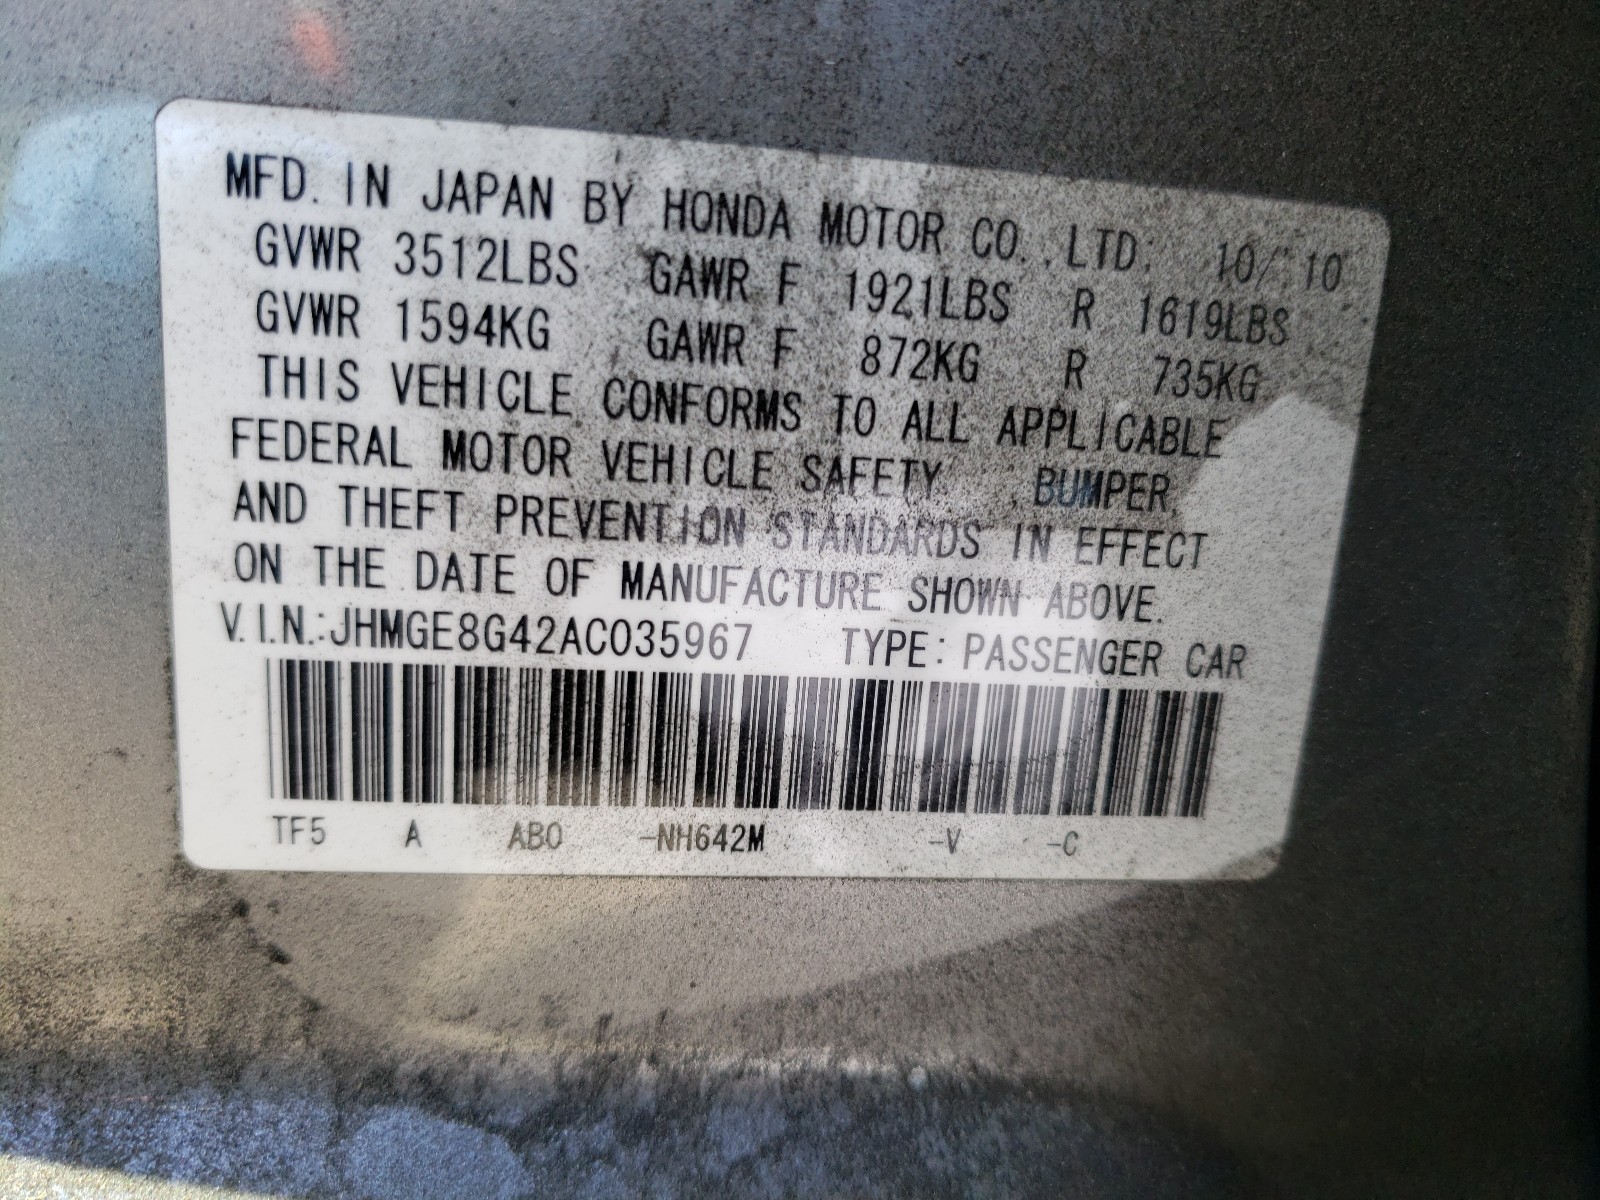 MFD. IN JAPAN BY HONDA MOTOR CO., LTD. 10/ 10
GVWR 3512LBS GAWR F 1921LBS R 1619LBS
GVWR 1594KG GAWR F 872KG R 735KG
THIS VEHICLE CONFORMS TO ALL APPLICABLE
FEDERAL MOTOR VEHICLE SAFETY , BUMPER,
AND THEFT PREVENTION STANDARDS IN EFFECT
ON THE DATE OF MANUFACTURE SHOWN ABOVE.
V.I.N.:JHMGE8G42AC035967 TYPE: PASSENGER CAR
TF5 A AB0 -NH642M -V -C